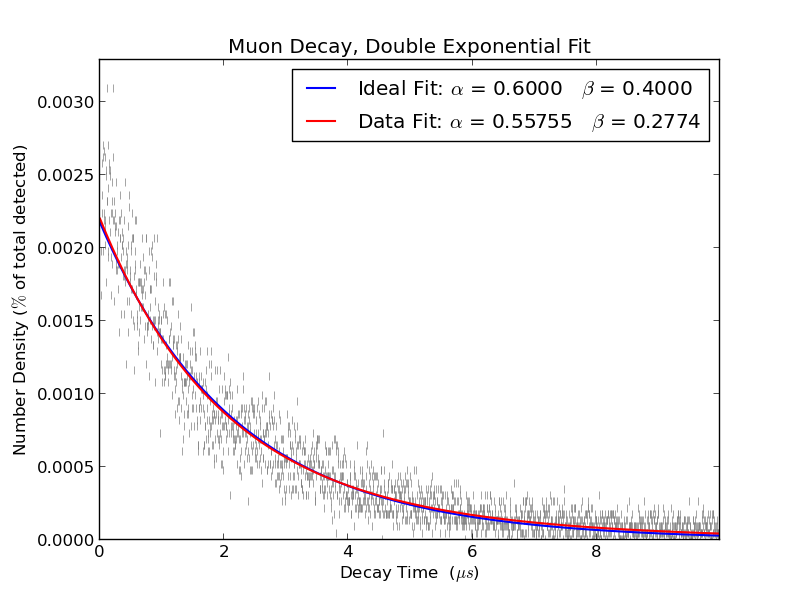 Muon Decay, Double Exponential Fit
Ideal Fit: α = 0.6000 β = 0.4000
Data Fit: α = 0.55755 β = 0.2774
Number Density (% of total detected)
0.0030
0.0025
0.0020
0.0015
0.0010
0.0005
0.0000
0 2 4 6 8
Decay Time (μs)